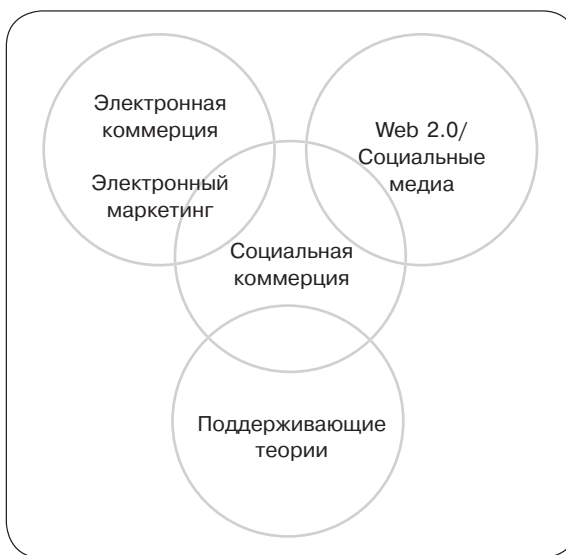 Электронная
коммерция
Электронный
маркетинг
Web 2.0/
Социальные
медиа
Социальная
коммерция
Поддерживающие
теории